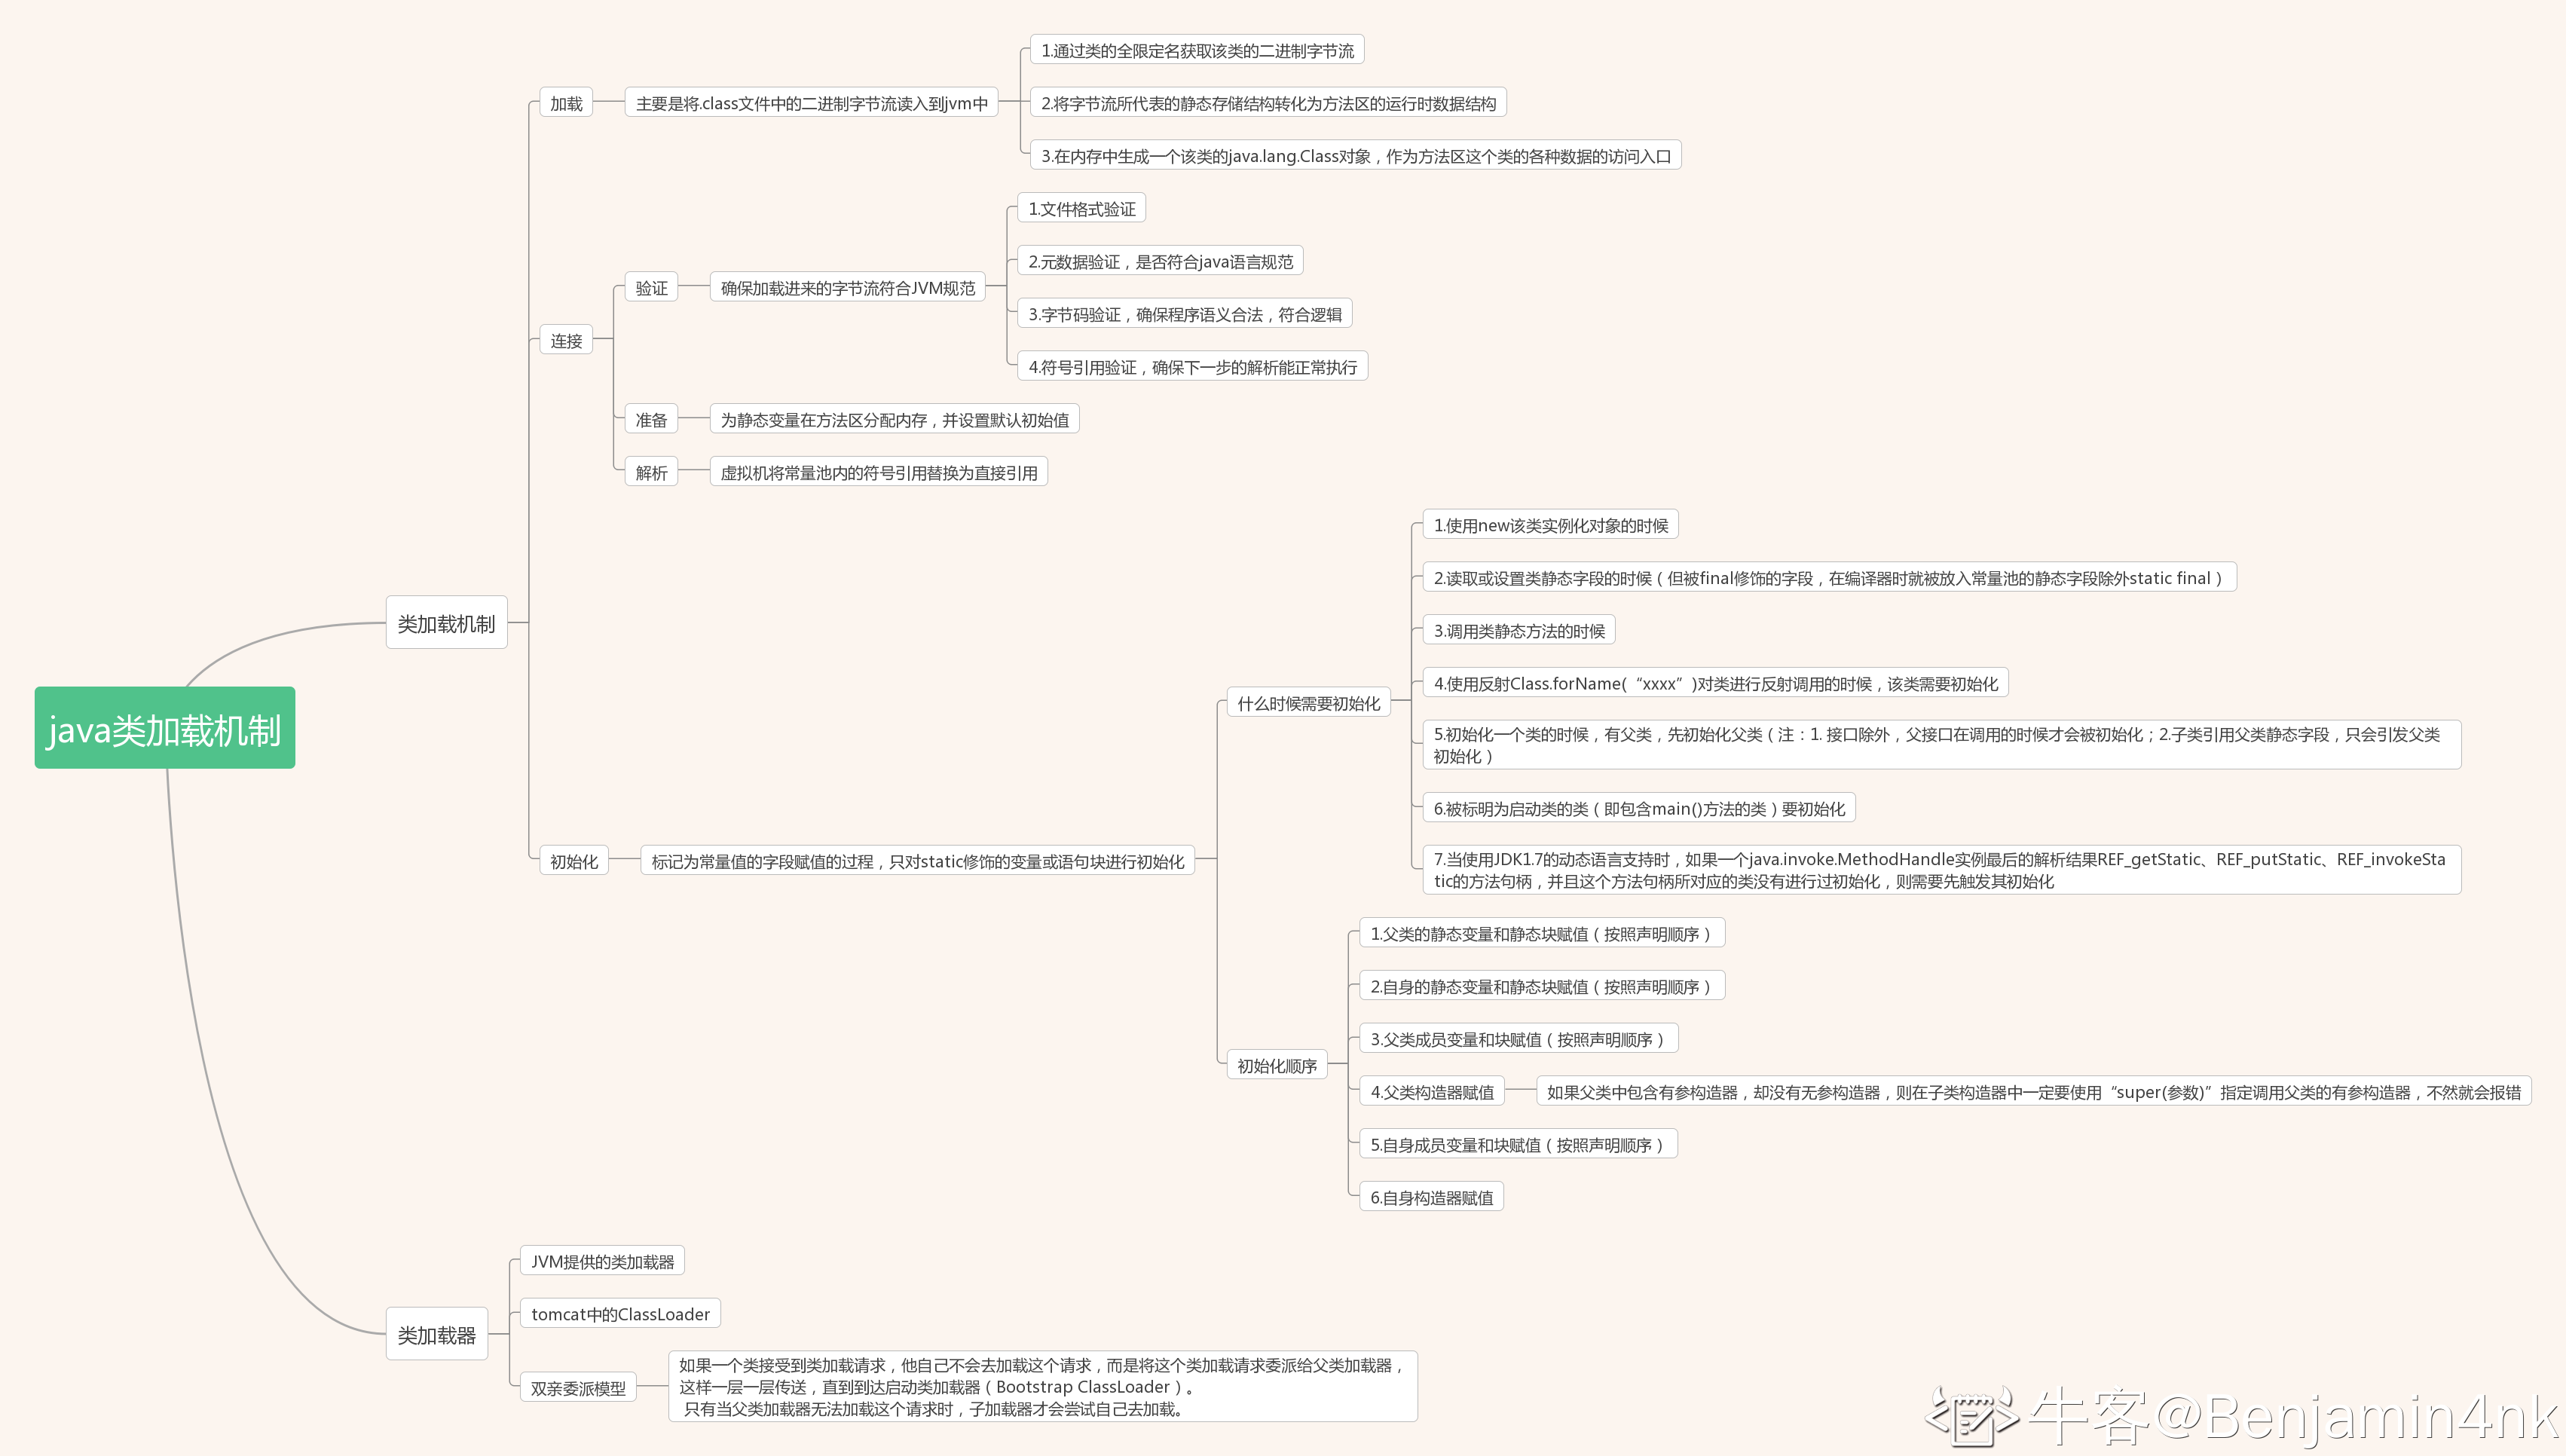 java类加载机制
类加载机制
加载
主要是将.class文件中的二进制字节流读入到jvm中
1.通过类的全限定名获取该类的二进制字节流
2.将字节流所代表的静态存储结构转化为方法区的运行时数据结构
3.在内存中生成一个该类的java.lang.Class对象，作为方法区这个类的各种数据的访问入口
连接
验证
确保加载进来的字节流符合JVM规范
1.文件格式验证
2.元数据验证，是否符合java语言规范
3.字节码验证，确保程序语义合法，符合逻辑
4.符号引用验证，确保下一步的解析能正常执行
准备
为静态变量在方法区分配内存，并设置默认初始值
解析
虚拟机将常量池内的符号引用替换为直接引用
初始化
标记为常量值的字段赋值的过程，只对static修饰的变量或语句块进行初始化
什么时候需要初始化
1.使用new该类实例化对象的时候
2.读取或设置类静态字段的时候（但被final修饰的字段，在编译器时就被放入常量池的静态字段除外static final）
3.调用类静态方法的时候
4.使用反射Class.forName(“xxxx”)对类进行反射调用的时候，该类需要初始化
5.初始化一个类的时候，有父类，先初始化父类（注：1. 接口除外，父接口在调用的时候才会被初始化；2.子类引用父类静态字段，只会引发父类
初始化）
6.被标明为启动类的类（即包含main()方法的类）要初始化
7.当使用JDK1.7的动态语言支持时，如果一个java.invoke.MethodHandle实例最后的解析结果REF_getStatic、REF_putStatic、REF_invokeSta
tic的方法句柄，并且这个方法句柄所对应的类没有进行过初始化，则需要先触发其初始化
初始化顺序
1.父类的静态变量和静态块赋值（按照声明顺序）
2.自身的静态变量和静态块赋值（按照声明顺序）
3.父类成员变量和块赋值（按照声明顺序）
4.父类构造器赋值
如果父类中包含有参构造器，却没有无参构造器，则在子类构造器中一定要使用“super(参数)”指定调用父类的有参构造器，不然就会报错
5.自身成员变量和块赋值（按照声明顺序）
6.自身构造器赋值
类加载器
JVM提供的类加载器
tomcat中的ClassLoader
双亲委派模型
如果一个类接受到类加载请求，他自己不会去加载这个请求，而是将这个类加载请求委派给父类加载器，
这样一层一层传送，直到到达启动类加载器（Bootstrap ClassLoader）。
只有当父类加载器无法加载这个请求时，子加载器才会尝试自己去加载。
牛客@Benjamin4nk